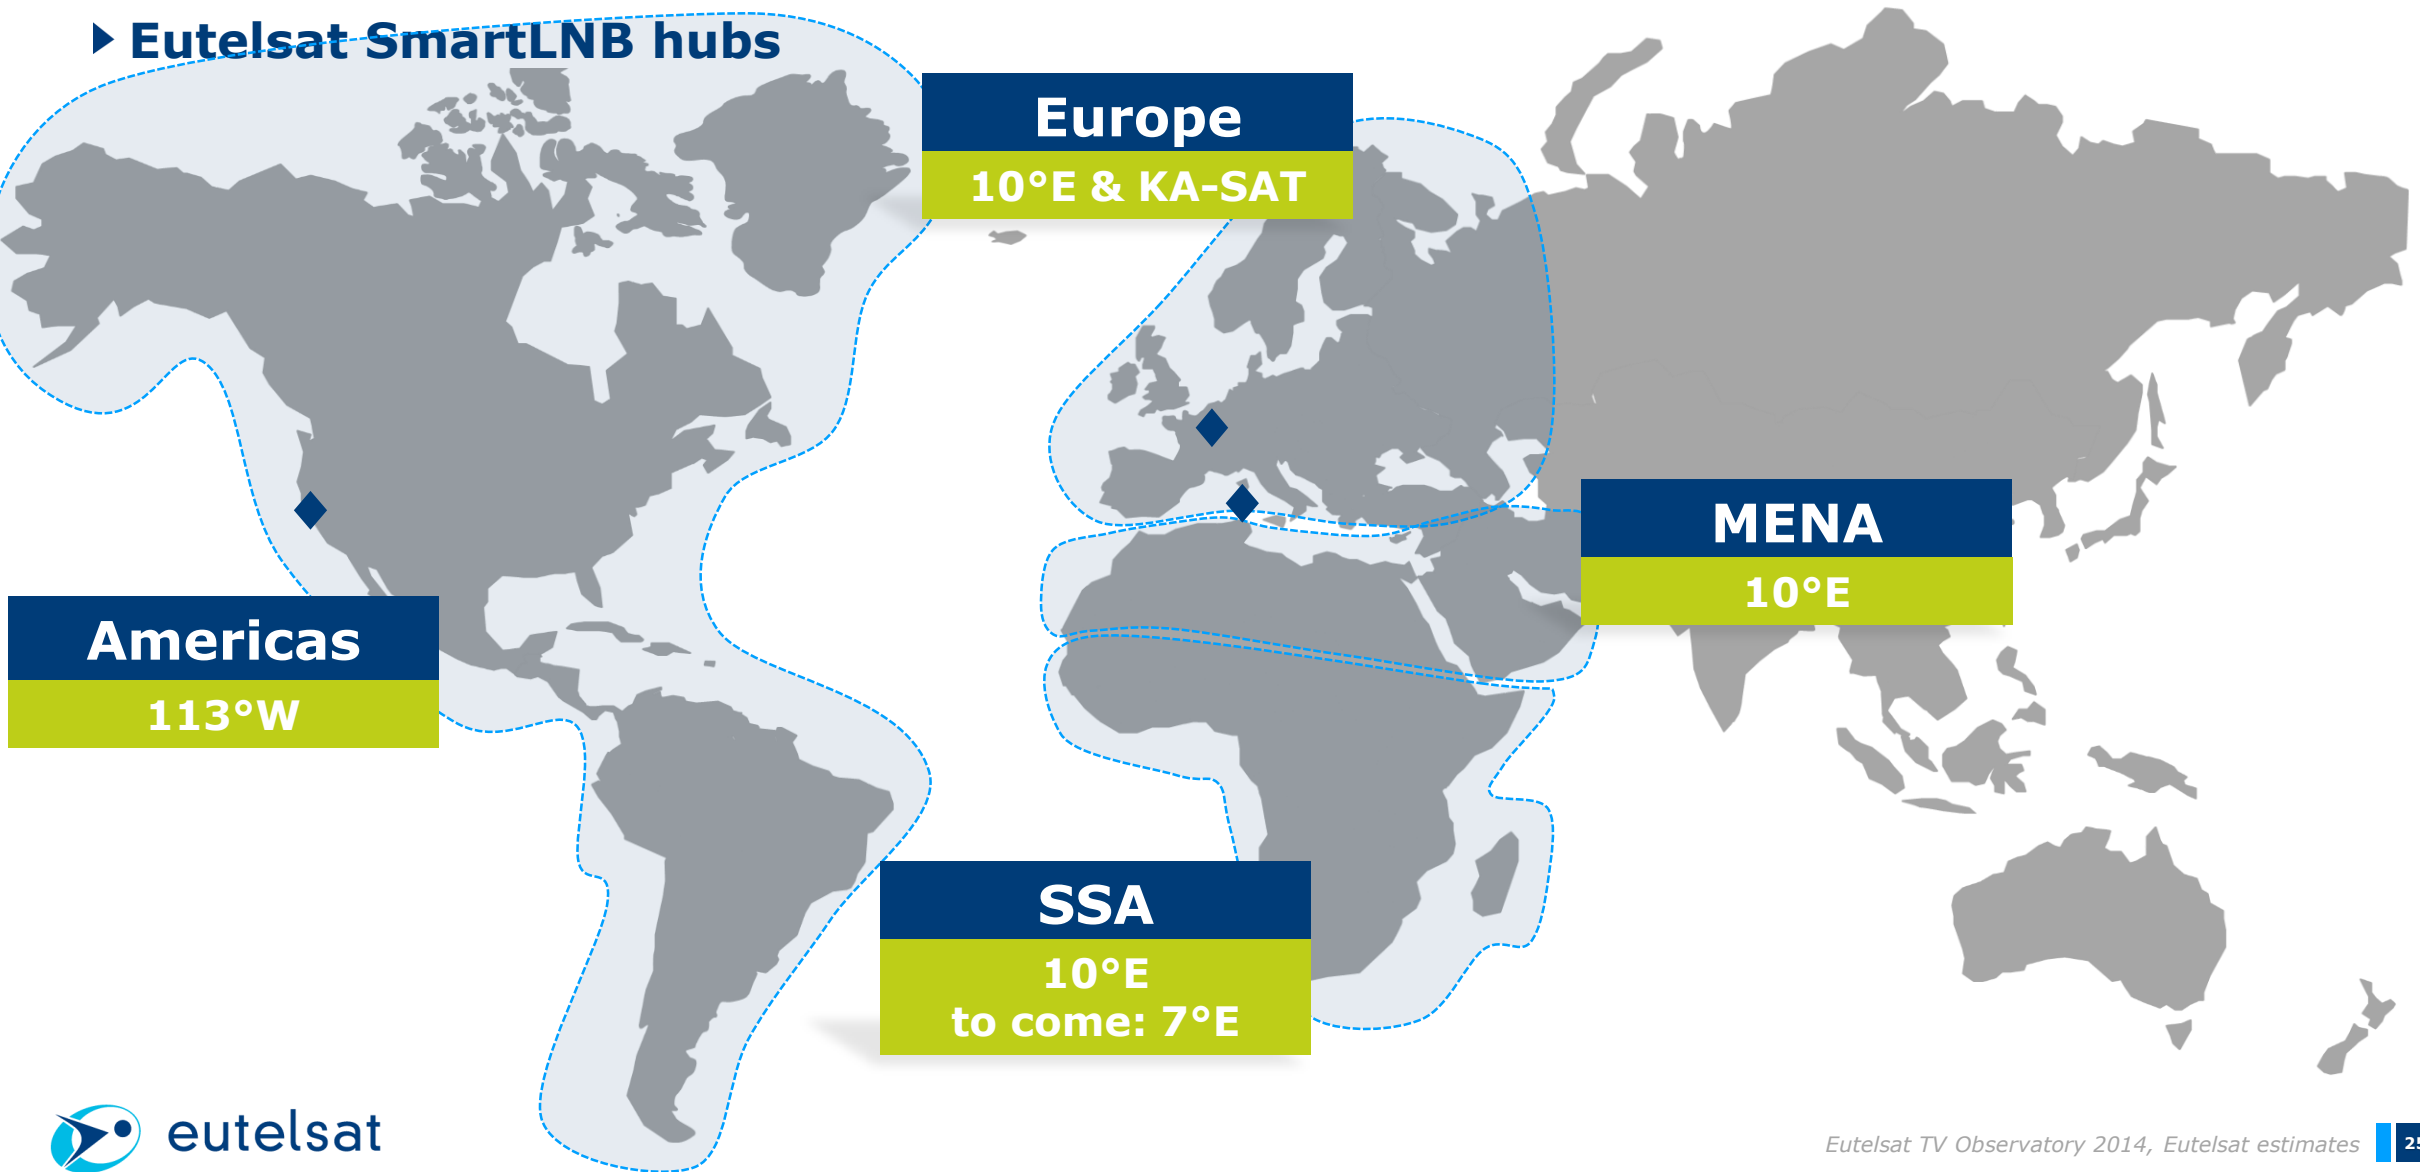 Eutelsat SmartLNB hubs
Europe
10°E & KA-SAT
MENA
10°E
Americas
113°W
SSA
10°E
to come: 7°E
eutelsat
Eutelsat TV Observatory 2014, Eutelsat estimates
25